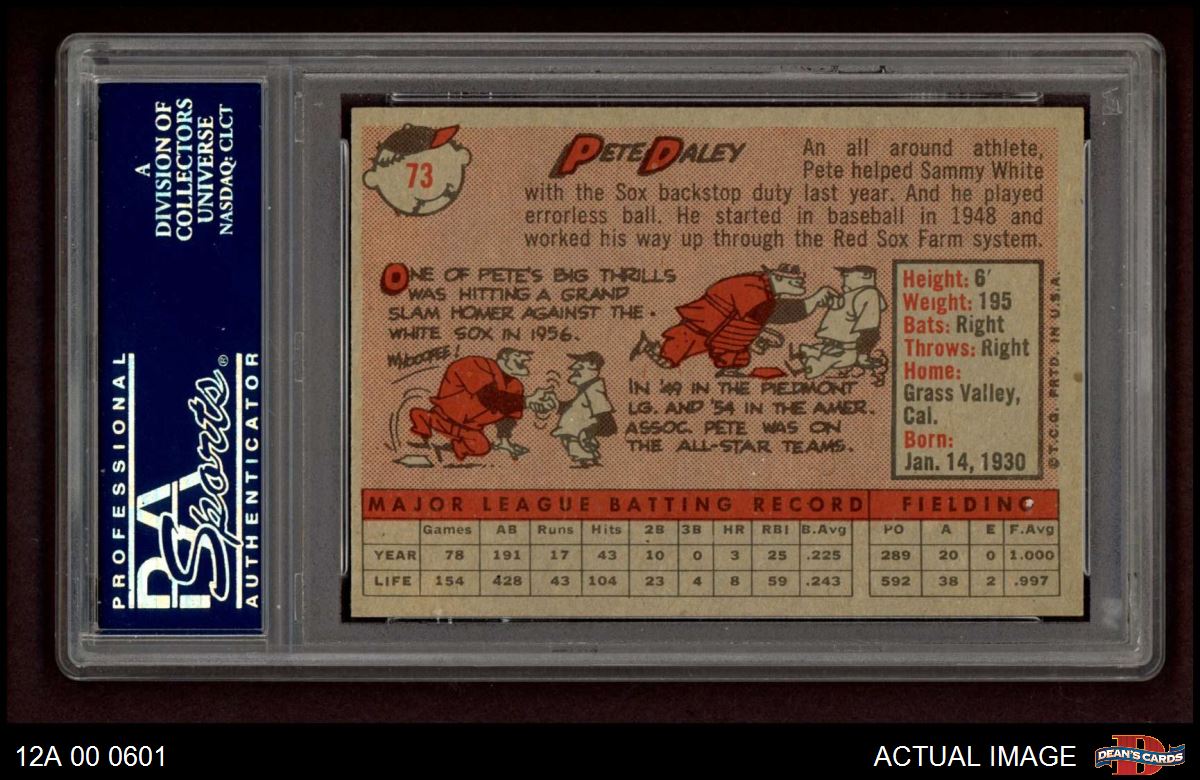 A
DIVISION OF
COLLECTORS
UNIVERSE
NASDAQ: CLCT
PROFESSIONAL
PSA
Sports®
AUTHENTICATOR
73
PETE DALEY
An all around athlete,
Pete helped Sammy White
with the Sox backstop duty last year. And he played
errorless ball. He started in baseball in 1948 and
worked his way up through the Red Sox Farm system.
ONE OF PETE'S BIG THRILLS
WAS HITTING A GRAND
SLAM HOMER AGAINST THE
WHITE SOX IN 1956.
IN '49 IN THE PIEDMONT
LG. AND '54 IN THE AMER.
ASSOC. PETE WAS ON
THE ALL-STAR TEAMS.
Height: 6'
Weight: 195
Bats: Right
Throws: Right
Home:
Grass Valley,
Cal.
Born:
Jan. 14, 1930
© T.C.G. PRTD. IN U.S.A.
MAJOR LEAGUE BATTING RECORD FIELDING
Games AB Runs Hits 2B 3B HR RBI B.Avg PO A E F.Avg
YEAR 78 191 17 43 10 0 3 25 .225 289 20 0 1.000
LIFE 154 428 43 104 23 4 8 59 .243 592 38 2 .997
12A 00 0601
ACTUAL IMAGE
D
DEAN'S CARDS